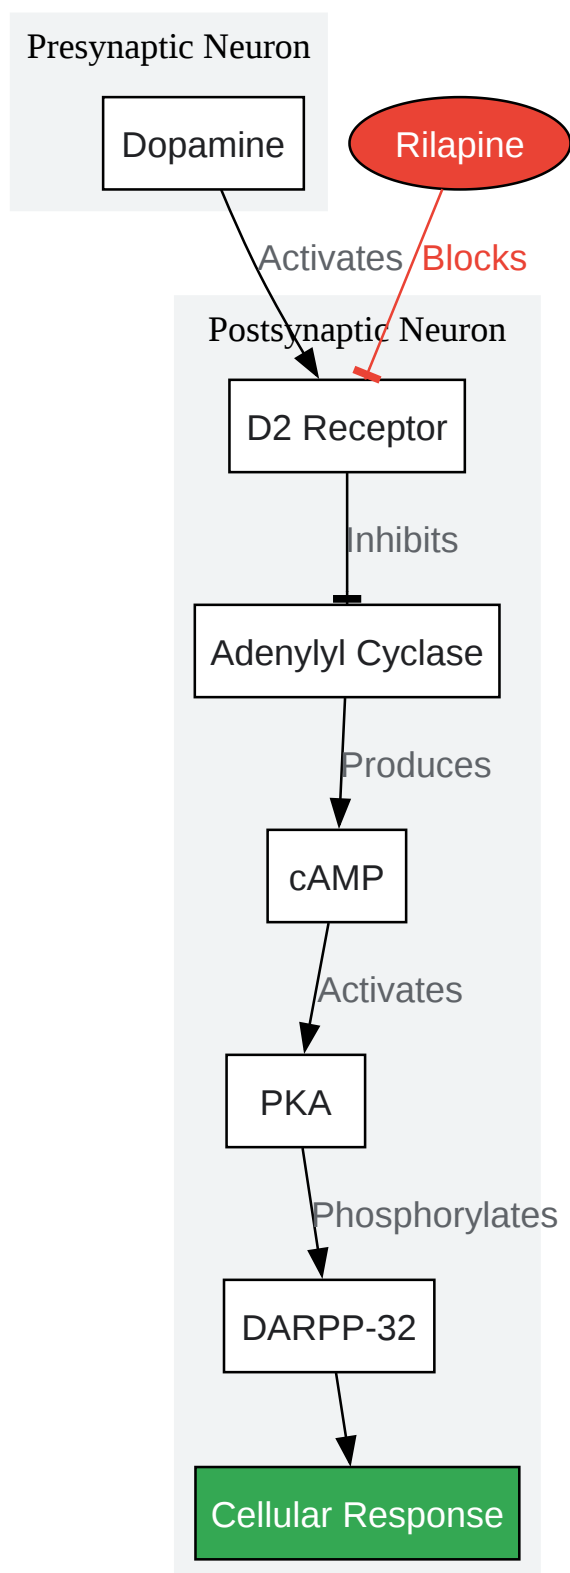 Presynaptic Neuron
Dopamine
Rilapine
Activates
Blocks
Postsynaptic Neuron
D2 Receptor
Inhibits
Adenylyl Cyclase
Produces
cAMP
Activates
PKA
Phosphorylates
DARPP-32
Cellular Response